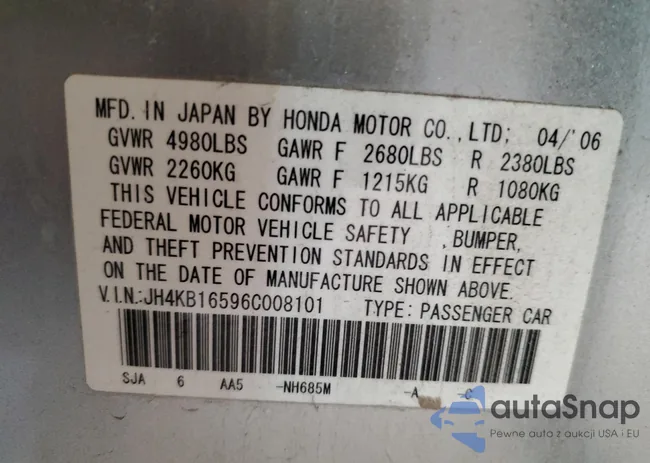 MFD. IN JAPAN BY HONDA MOTOR CO.,LTD; 04/'06
GVWR 4980LBS GAWR F 2680LBS R 2380LBS
GVWR 2260KG GAWR F 1215KG R 1080KG
THIS VEHICLE CONFORMS TO ALL APPLICABLE
FEDERAL MOTOR VEHICLE SAFETY ,BUMPER,
AND THEFT PREVENTION STANDARDS IN EFFECT
ON THE DATE OF MANUFACTURE SHOWN ABOVE.
V.I.N.:JH4KB16596C008101 TYPE: PASSENGER CAR
SJA 6 AA5 -NH685M -A -C
autaSnap
Pewne auto z aukcji USA i EU